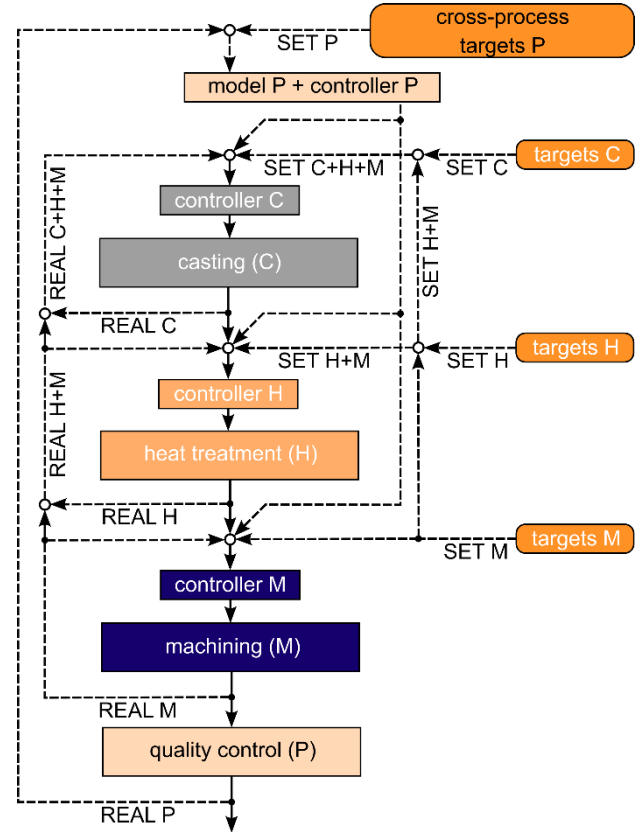 cross-process
targets P
SET P
model P + controller P
targets C
SET C+H+M
SET C
controller C
REAL C+H+M
casting (C)
SET H+M
REAL C
targets H
SET H+M
SET H
controller H
REAL H+M
heat treatment (H)
REAL H
targets M
SET M
controller M
machining (M)
REAL M
quality control (P)
REAL P